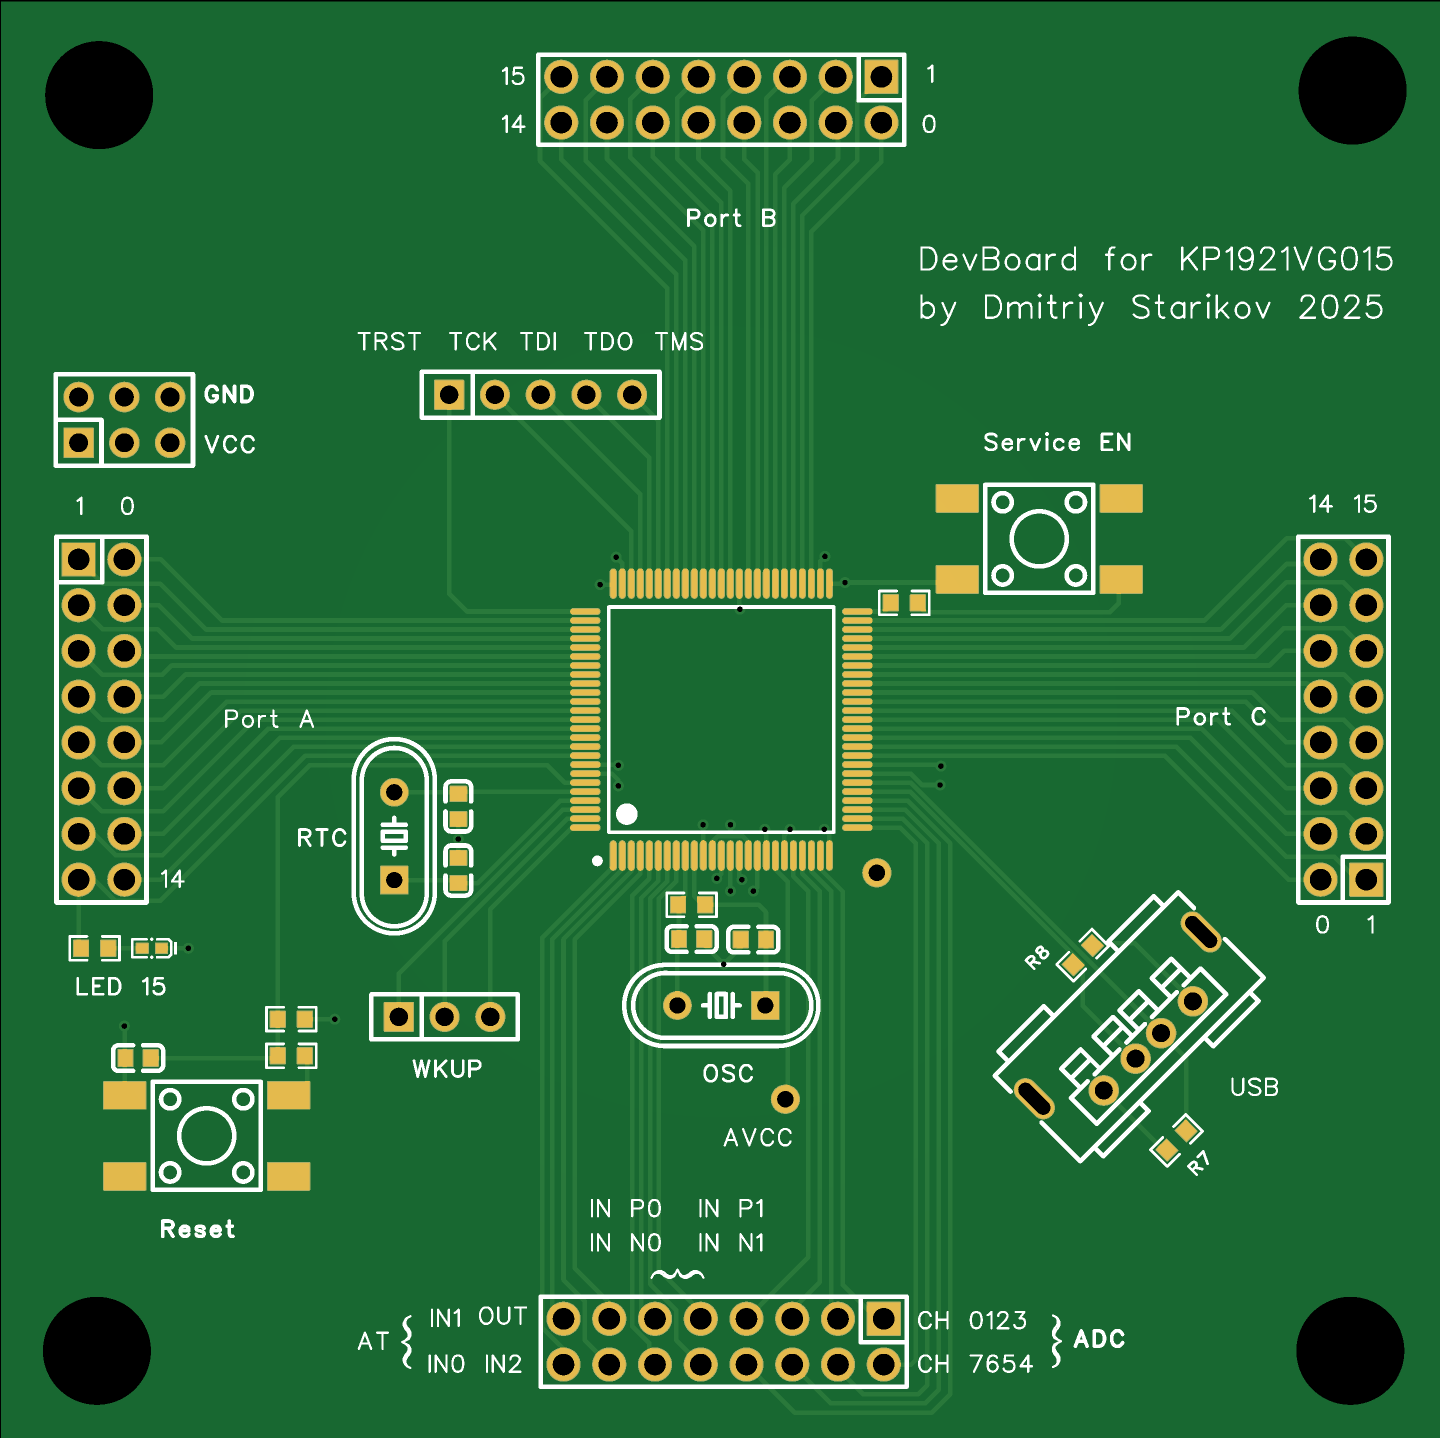 15 1
14 0
Port B
DevBoard for KP1921VG015
by Dmitriy Starikov 2025
TRST TCK TDI TDO TMS
GND
VCC
Service EN
1 0
14 15
Port A
Port C
RTC
14
0 1
R8
LED 15
WKUP
OSC
USB
AVCC
R7
IN P0 IN P1
Reset
IN N0 IN N1
IN1 OUT
CH 0123
AT
ADC
IN0 IN2
CH 7654